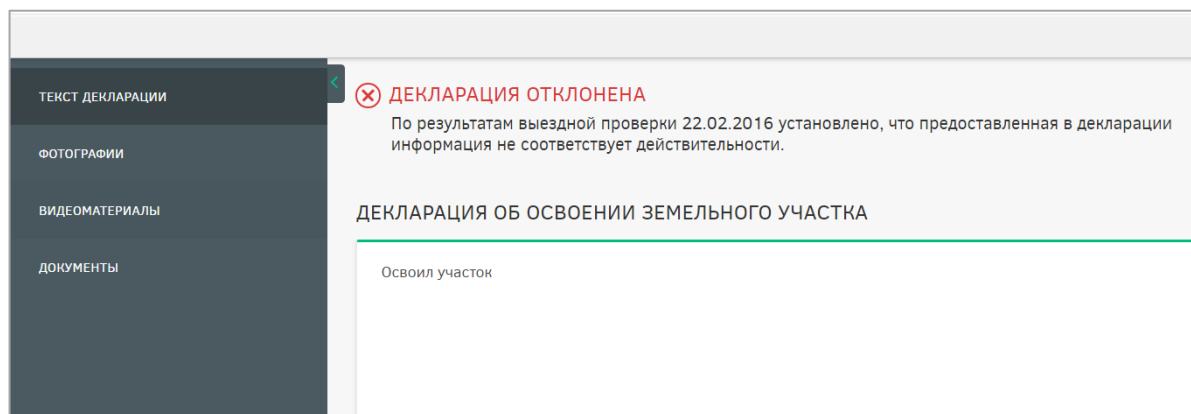 ТЕКСТ ДЕКЛАРАЦИИ
ФОТОГРАФИИ
ВИДЕОМАТЕРИАЛЫ
ДОКУМЕНТЫ
ДЕКЛАРАЦИЯ ОТКЛОНЕНА
По результатам выездной проверки 22.02.2016 установлено, что предоставленная в декларации
информация не соответствует действительности.
ДЕКЛАРАЦИЯ ОБ ОСВОЕНИИ ЗЕМЕЛЬНОГО УЧАСТКА
Освоил участок